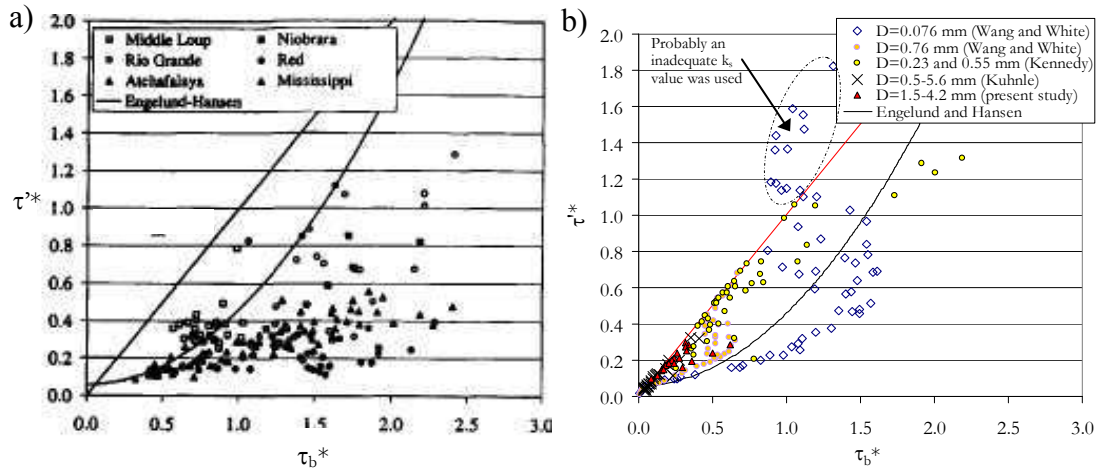 a)
2.0
1.8
1.6
1.4
1.2
1.0
0.8
0.6
0.4
0.2
0.0
τ'*
Middle Loup
Niobrara
Rio Grande
Red
Atchafalaya
Mississippi
Engelund-Hansen
0.0 0.5 1.0 1.5 2.0 2.5 3.0
τb*
b)
2.0
1.8
1.6
1.4
1.2
1.0
0.8
0.6
0.4
0.2
0.0
τ'*
Probably an
inadequate ks
value was used
D=0.076 mm (Wang and White)
D=0.76 mm (Wang and White)
D=0.23 and 0.55 mm (Kennedy)
D=0.5-5.6 mm (Kuhnle)
D=1.5-4.2 mm (present study)
Engelund and Hansen
0.0 0.5 1.0 1.5 2.0 2.5 3.0
τb*